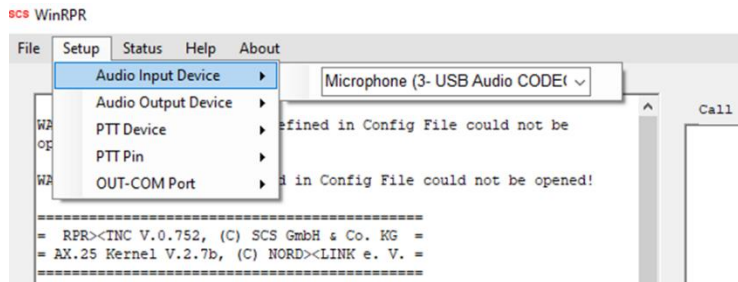 scs WinRPR
File Setup Status Help About
Audio Input Device
Microphone (3- USB Audio CODE(
Audio Output Device
PTT Device
PTT Pin
OUT-COM Port
Call
WA efined in Config File could not be
op
WA d in Config File could not be opened!
=========================================
= RPR><TNC V.0.752, (C) SCS GmbH & Co. KG =
= AX.25 Kernel V.2.7b, (C) NORD><LINK e. V. =
=========================================